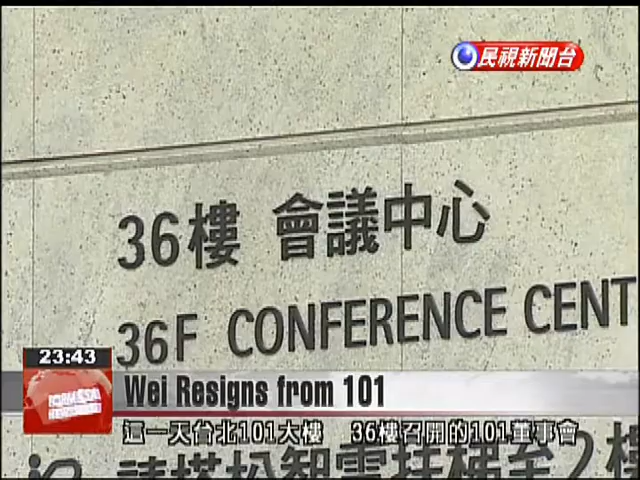 民視新聞台
36樓 會議中心
36F CONFERENCE CENT
23:43
FORMOSA
Wei Resigns from 101
這一天台北101大樓 36樓召開的101董事會